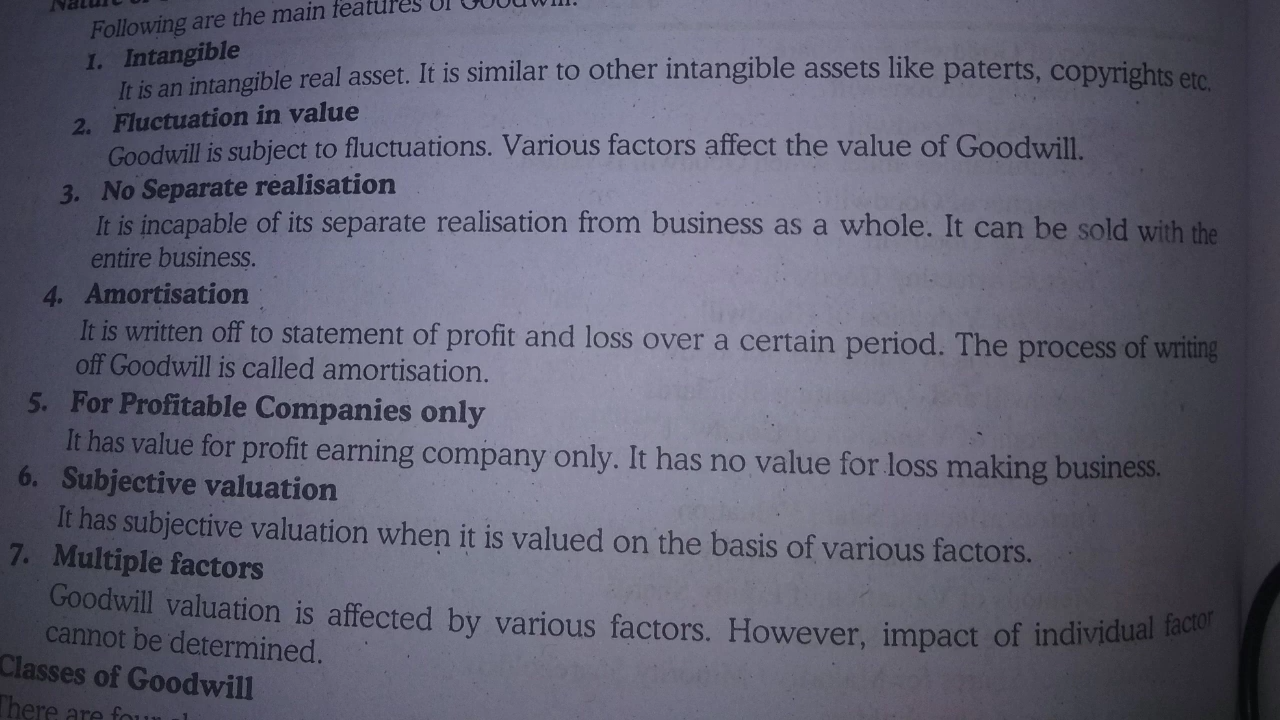 Nature of
Following are the main features of Goodwill.
1. Intangible
It is an intangible real asset. It is similar to other intangible assets like paterts, copyrights etc.
2. Fluctuation in value
Goodwill is subject to fluctuations. Various factors affect the value of Goodwill.
3. No Separate realisation
It is incapable of its separate realisation from business as a whole. It can be sold with the
entire business.
4. Amortisation
It is written off to statement of profit and loss over a certain period. The process of writing
off Goodwill is called amortisation.
5. For Profitable Companies only
It has value for profit earning company only. It has no value for loss making business.
6. Subjective valuation
It has subjective valuation when it is valued on the basis of various factors.
7. Multiple factors
Goodwill valuation is affected by various factors. However, impact of individual factor
cannot be determined.
Classes of Goodwill
There are four